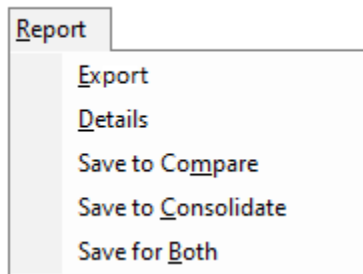 Report
Export
Details
Save to Compare
Save to Consolidate
Save for Both